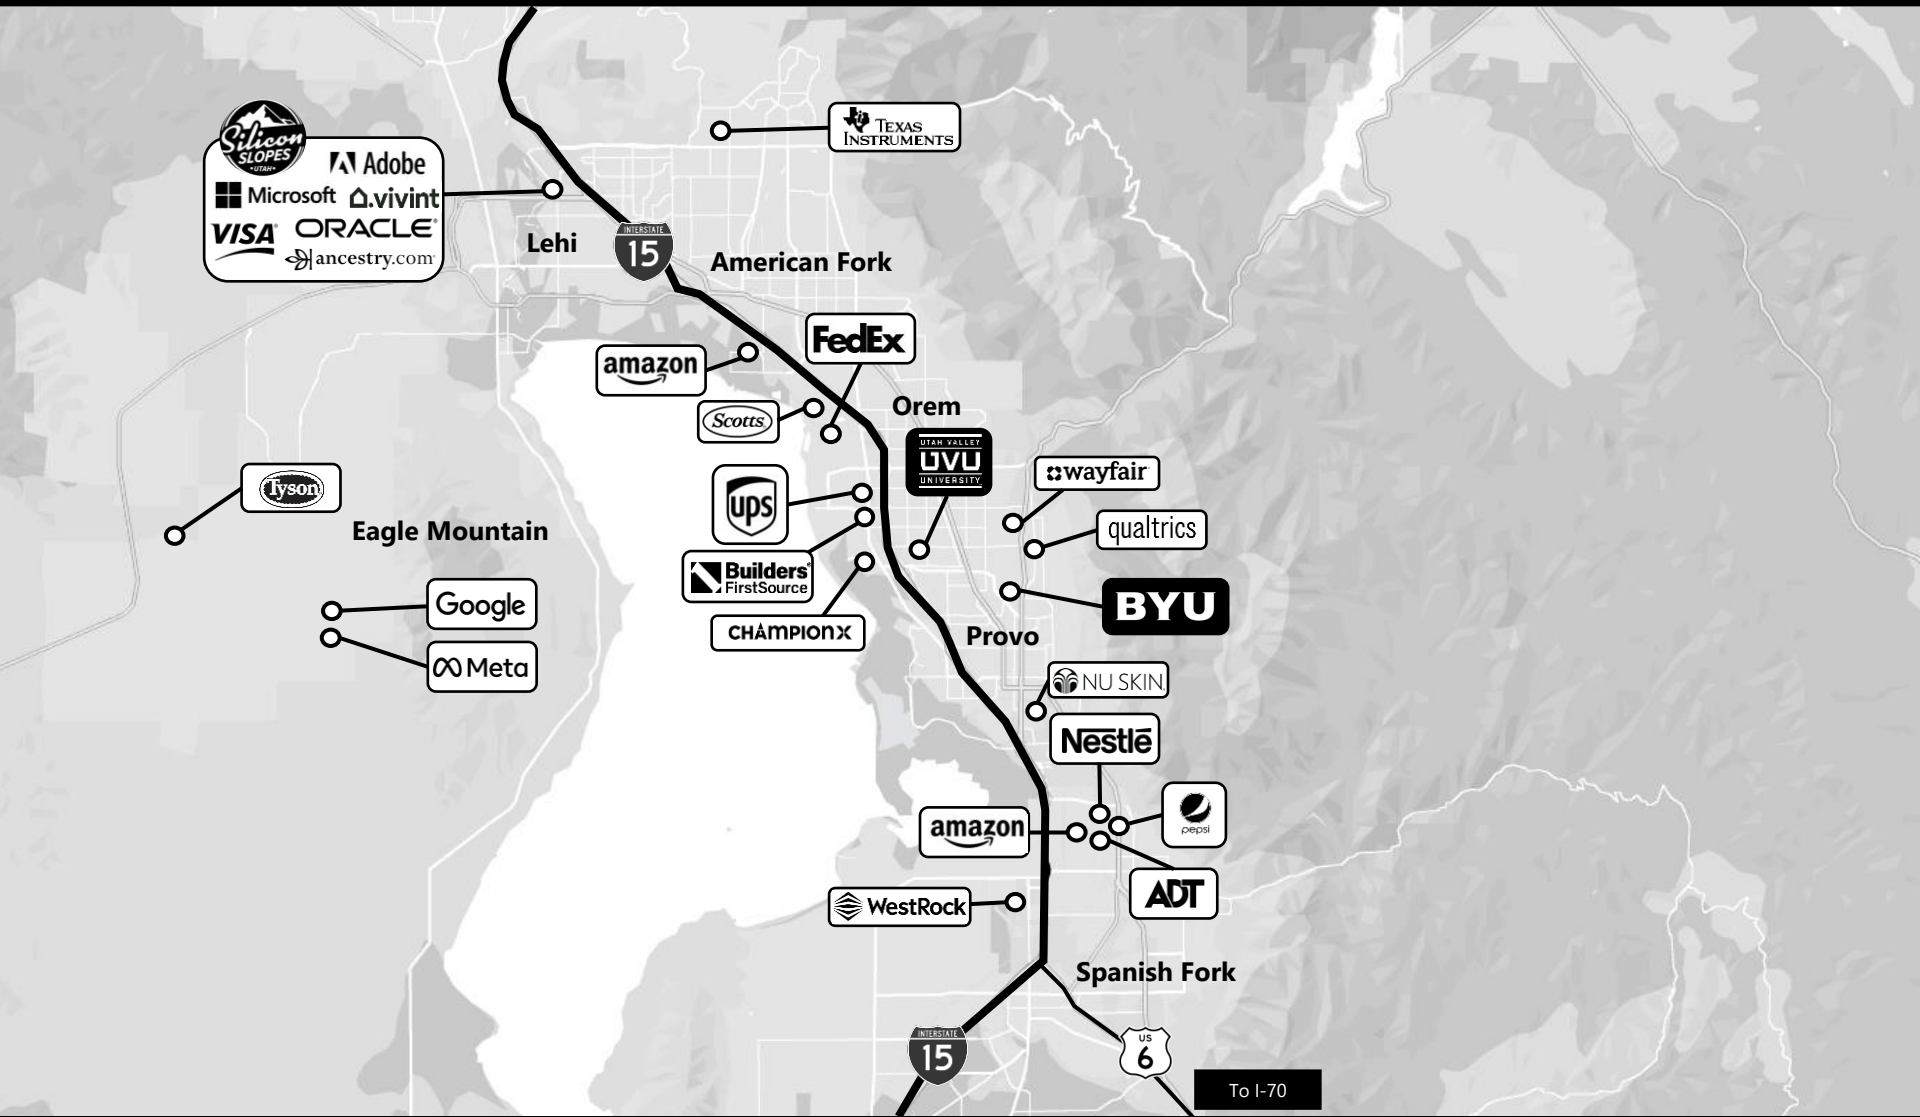 TEXAS
INSTRUMENTS
Silicon
SLOPES
UTAH
Adobe
Microsoft
vivint
VISA
ORACLE
ancestry.com
Lehi
INTERSTATE
15
American Fork
FedEx
amazon
Scotts
Orem
UTAH VALLEY
UVU
UNIVERSITY
wayfair
Tyson
ups
qualtrics
Eagle Mountain
Builders
FirstSource
Google
BYU
CHAMPIONX
Provo
Meta
NU SKIN
Nestlé
pepsi
amazon
ADT
WestRock
Spanish Fork
INTERSTATE
15
US
6
To I-70